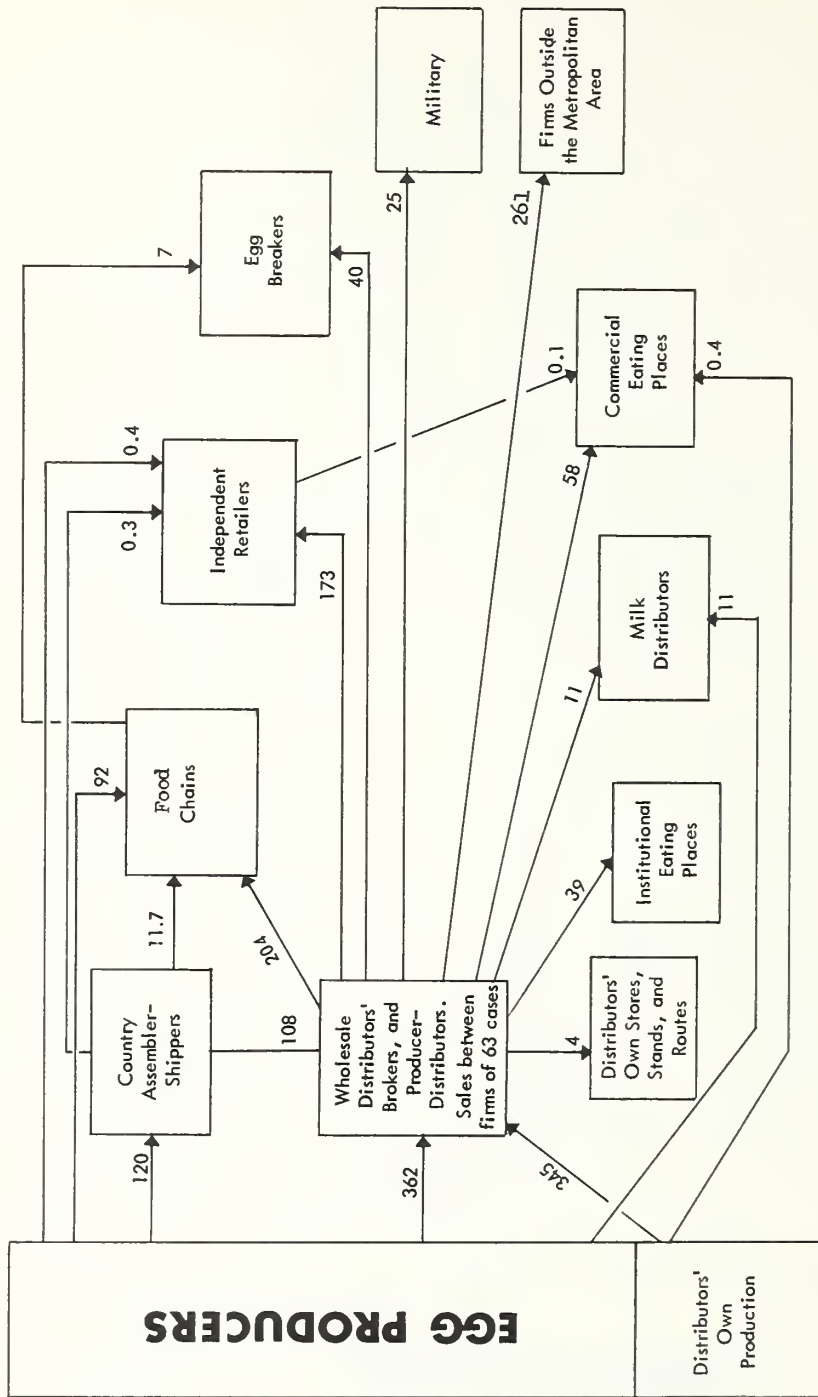 EGG PRODUCERS
Distributors'
Own
Production
120
362
345
Country
Assembler-
Shippers
108
Wholesale
Distributors'
Brokers, and
Producer-
Distributors.
Sales between
firms of 63 cases
11.7
204
92
Food
Chains
4
Distributors'
Own Stores,
Stands, and
Routes
39
Institutional
Eating
Places
0.3
0.4
173
Independent
Retailers
11
Milk
Distributors
11
7
Egg
Breakers
40
58
0.1
Commercial
Eating
Places
0.4
25
Military
261
Firms Outside
the Metropolitan
Area